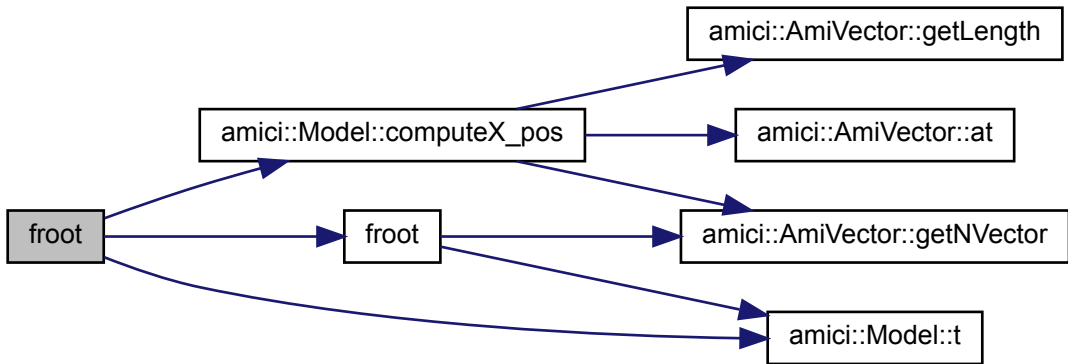 amici::AmiVector::getLength
amici::Model::computeX_pos
amici::AmiVector::at
froot
froot
amici::AmiVector::getNVector
amici::Model::t